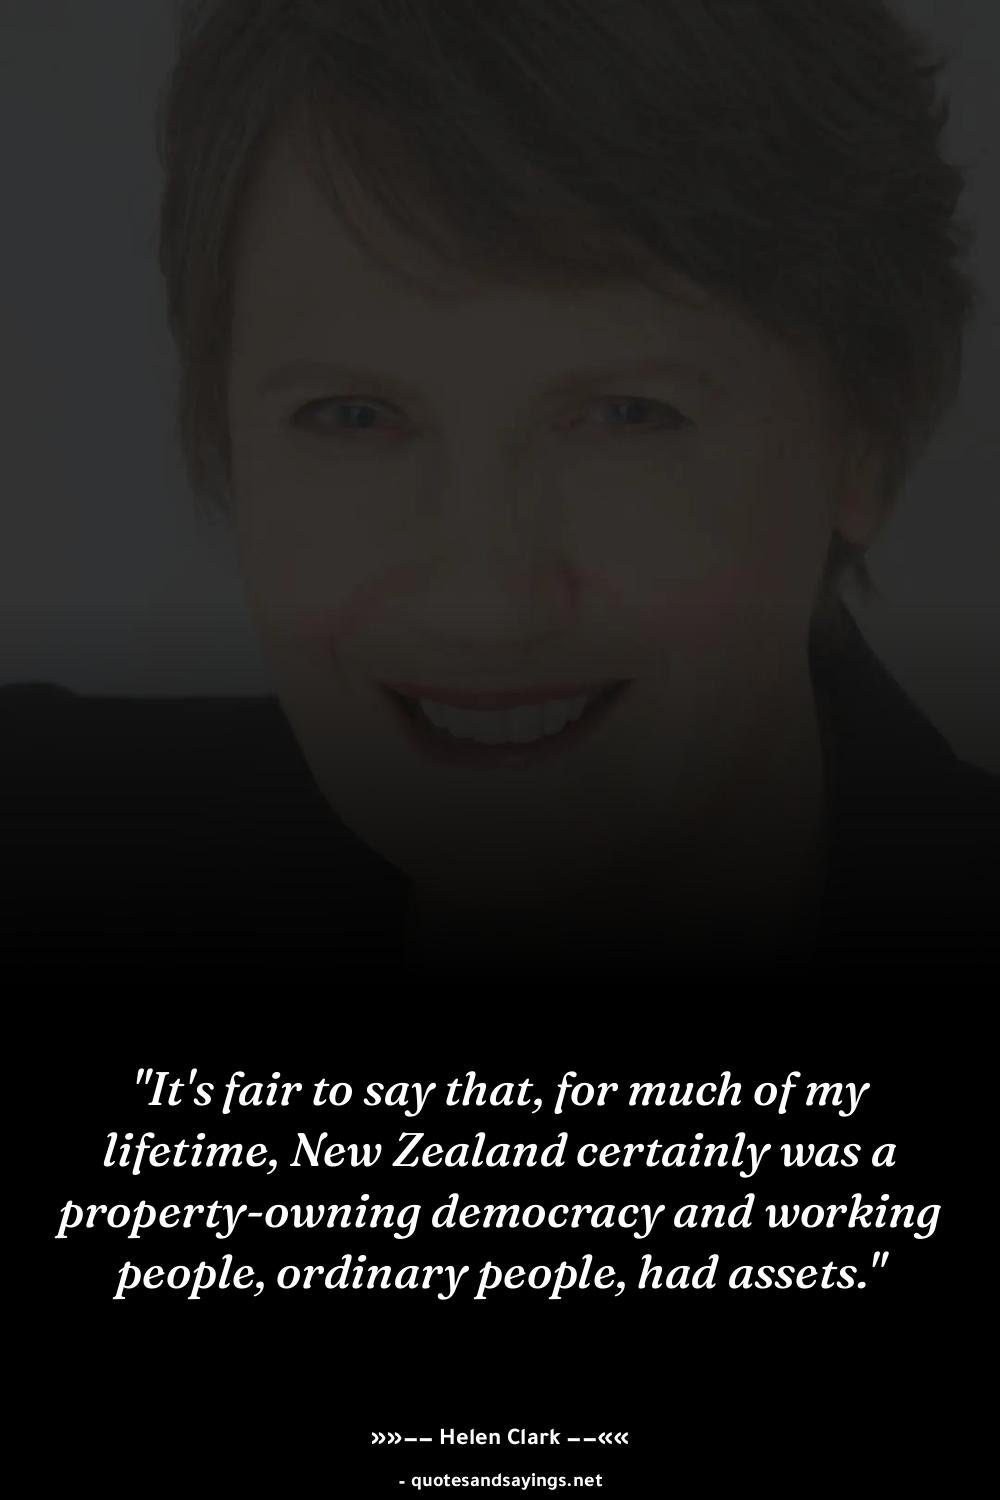 "It's fair to say that, for much of my
lifetime, New Zealand certainly was a
property-owning democracy and working
people, ordinary people, had assets."
»»−− Helen Clark −−««
- quotesandsayings.net